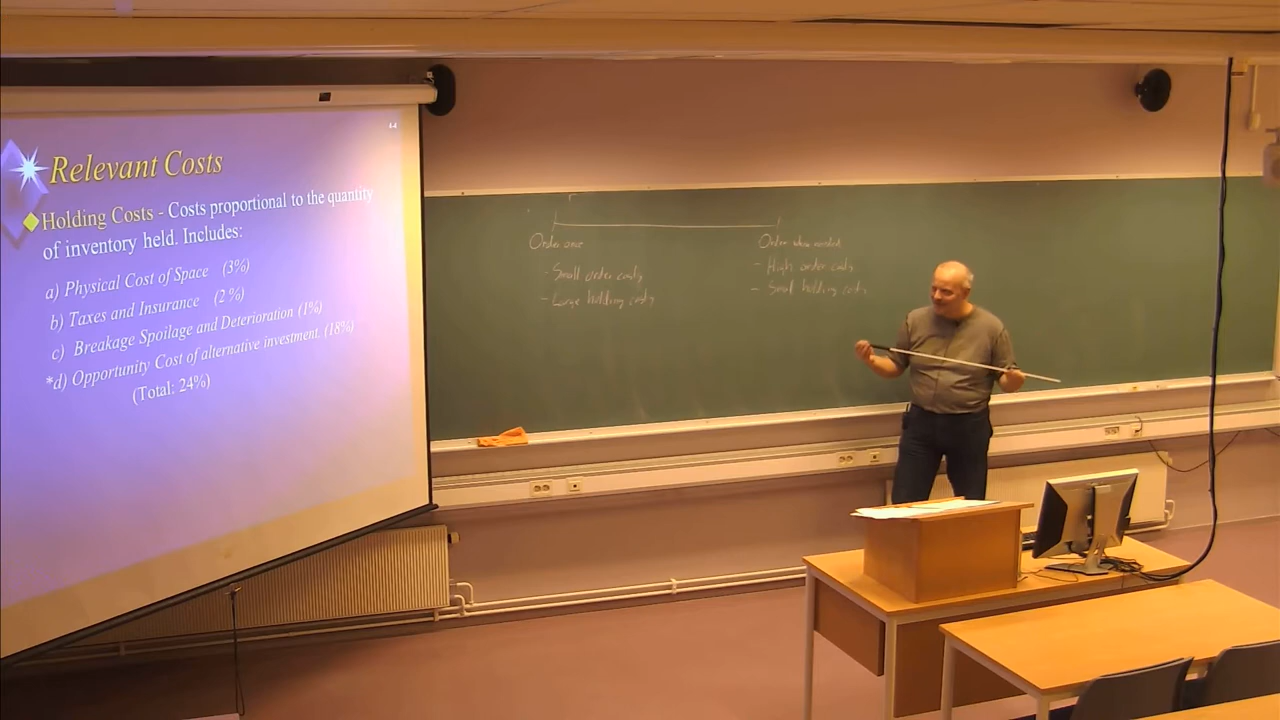 Relevant Costs
Holding Costs - Costs proportional to the quantity
of inventory held. Includes:
a) Physical Cost of Space (3%)
b) Taxes and Insurance (2 %)
c) Breakage Spoilage and Deterioration (1%)
*d) Opportunity Cost of alternative investment. (18%)
(Total: 24%)
Order once
- Small order costs
- Large holding costs
Order when needed
- High order costs
- Small holding costs